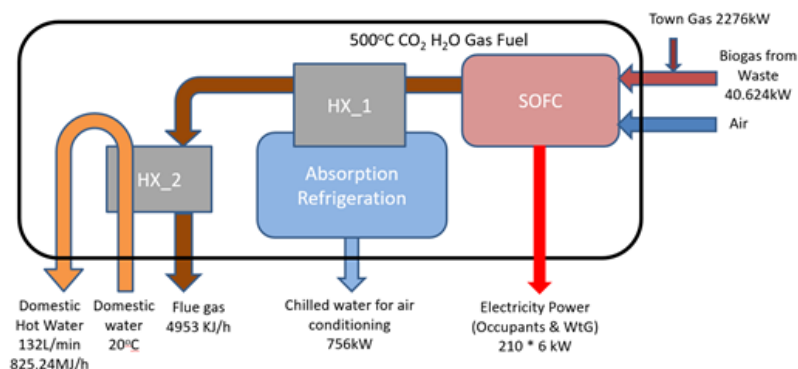 Town Gas 2276kW
500°C CO₂ H₂O Gas Fuel
Biogas from
Waste
40.624kW
Air
SOFC
HX_1
Absorption
Refrigeration
HX_2
Domestic
Hot Water
132L/min
825.24MJ/h
Domestic
water
20°C
Flue gas
4953 KJ/h
Chilled water for air
conditioning
756kW
Electricity Power
(Occupants & WtG)
210 * 6 kW